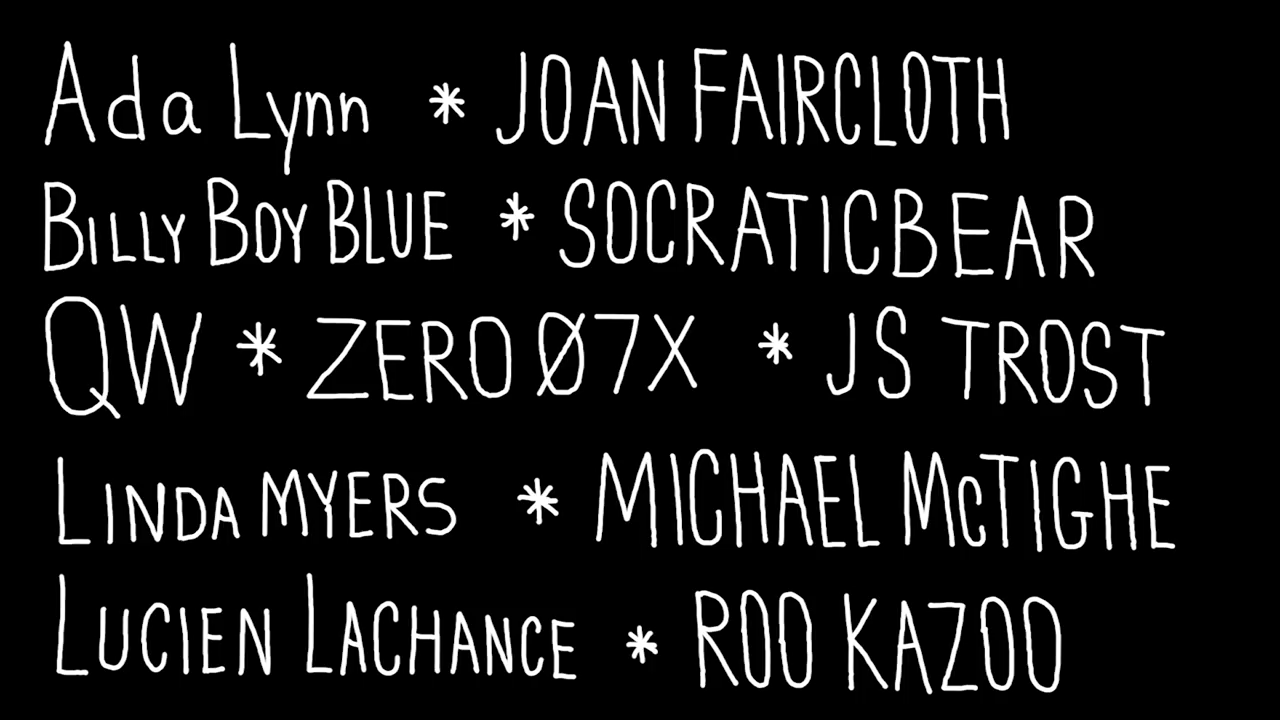 Ada Lynn * JOAN FAIRCLOTH
BILLY BOY BLUE * SOCRATICBEAR
QW * ZERO Ø7X * JS TROST
LINDA MYERS * MICHAEL McTIGHE
LUCIEN LACHANCE * ROO KAZOO